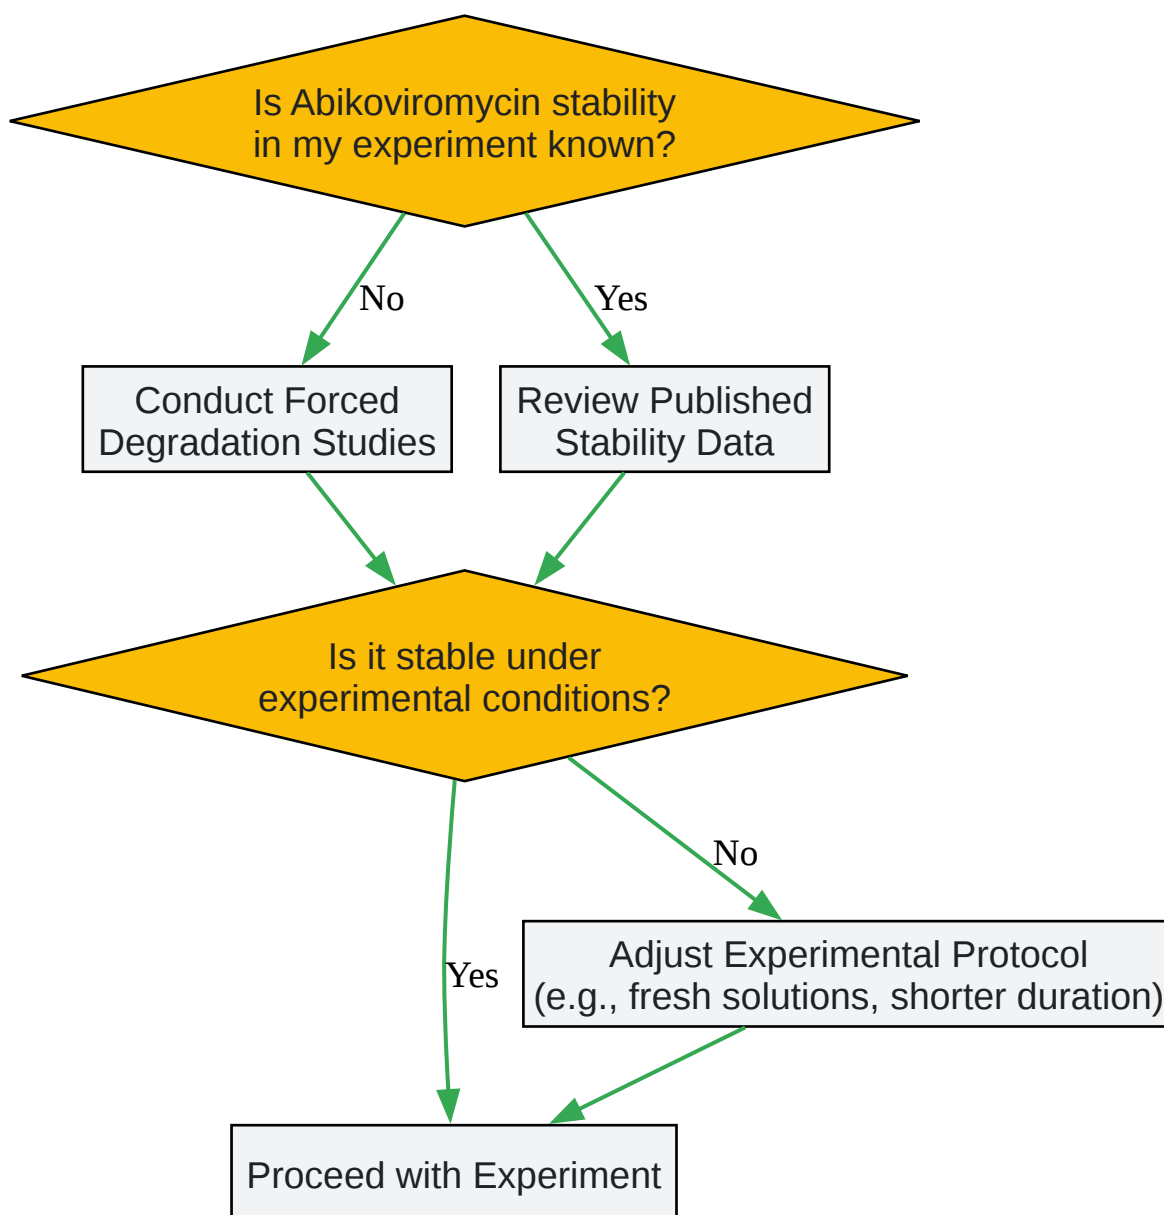 Is Abikoviromycin stability
in my experiment known?
No
Yes
Conduct Forced
Degradation Studies
Review Published
Stability Data
Is it stable under
experimental conditions?
No
Adjust Experimental Protocol
(e.g., fresh solutions, shorter duration)
Yes
Proceed with Experiment